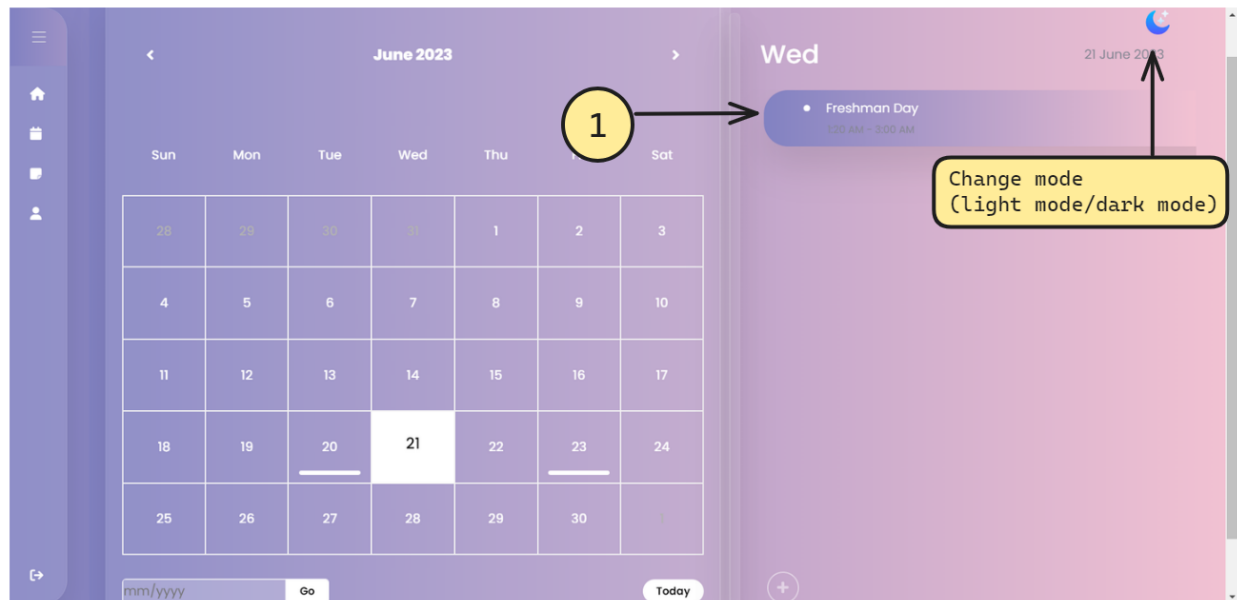 June 2023
Wed
21 June 2023
1
Freshman Day
Change mode
(light mode/dark mode)
Sun Mon Tue Wed Thu Sat
28 29 30 31 1 2 3
4 5 6 7 8 9 10
11 12 13 14 15 16 17
18 19 20 21 22 23 24
25 26 27 28 29 30 1
mm/yyyy Go Today